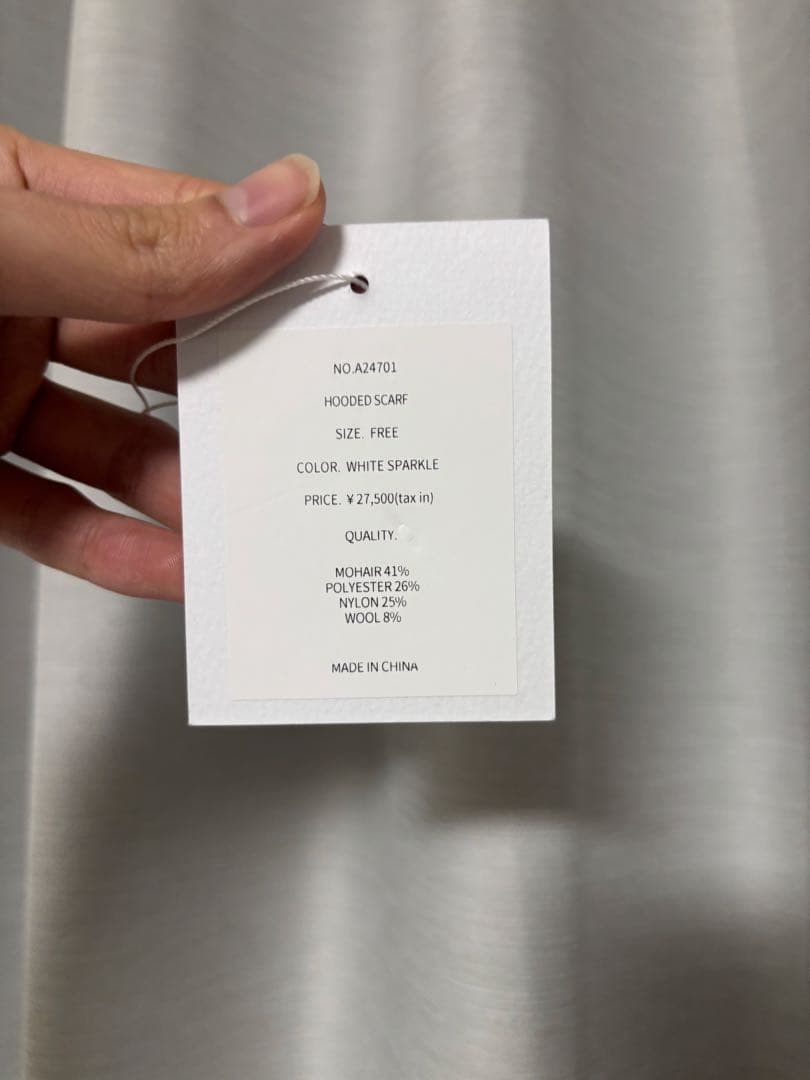 NO.A24701
HOODED SCARF
SIZE. FREE
COLOR. WHITE SPARKLE
PRICE. ¥27,500(tax in)
QUALITY.
MOHAIR 41%
POLYESTER 26%
NYLON 25%
WOOL 8%
MADE IN CHINA